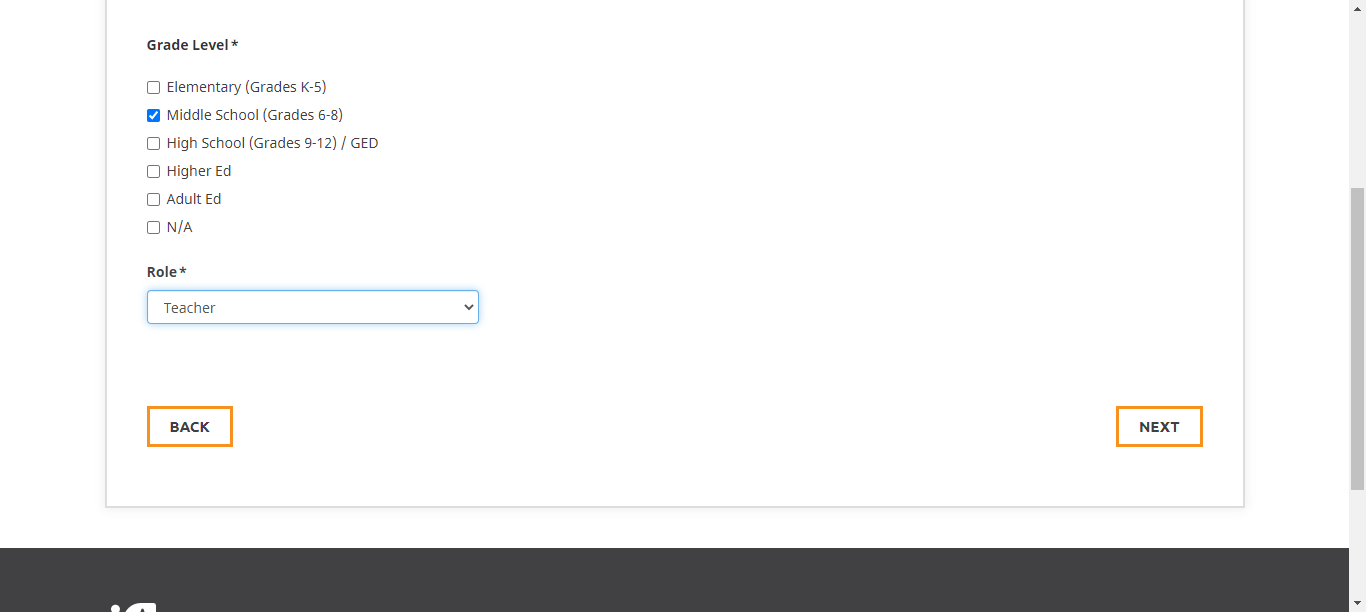 Grade Level*
Elementary (Grades K-5)
Middle School (Grades 6-8)
High School (Grades 9-12) / GED
Higher Ed
Adult Ed
N/A
Role*
Teacher
BACK
NEXT